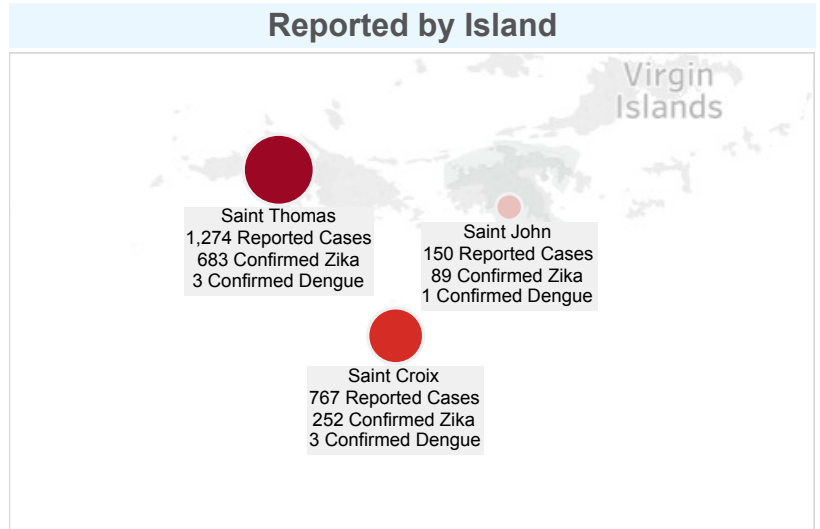 Reported by Island
Virgin
Islands
Saint Thomas
1,274 Reported Cases
683 Confirmed Zika
3 Confirmed Dengue
Saint John
150 Reported Cases
89 Confirmed Zika
1 Confirmed Dengue
Saint Croix
767 Reported Cases
252 Confirmed Zika
3 Confirmed Dengue